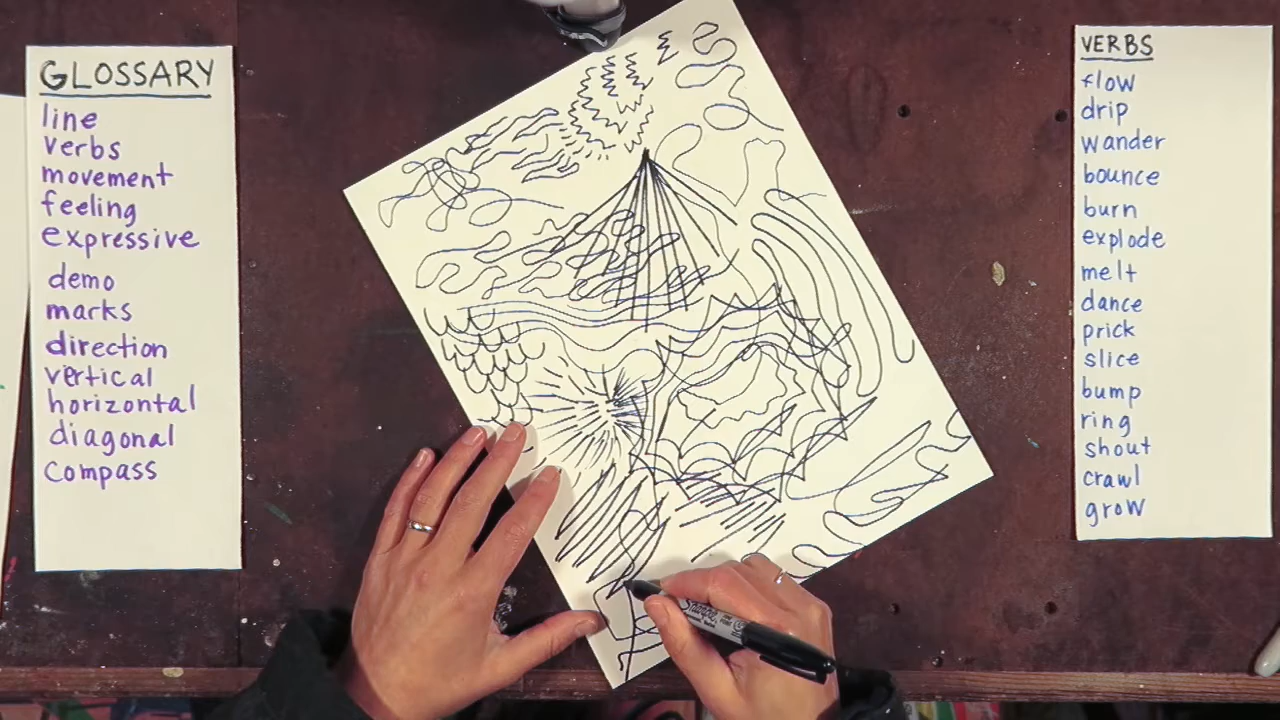 GLOSSARY
line
verbs
movement
feeling
expressive
demo
marks
direction
vertical
horizontal
diagonal
compass
VERBS
flow
drip
wander
bounce
burn
explode
melt
dance
prick
slice
bump
ring
shout
crawl
grow
Sharpie